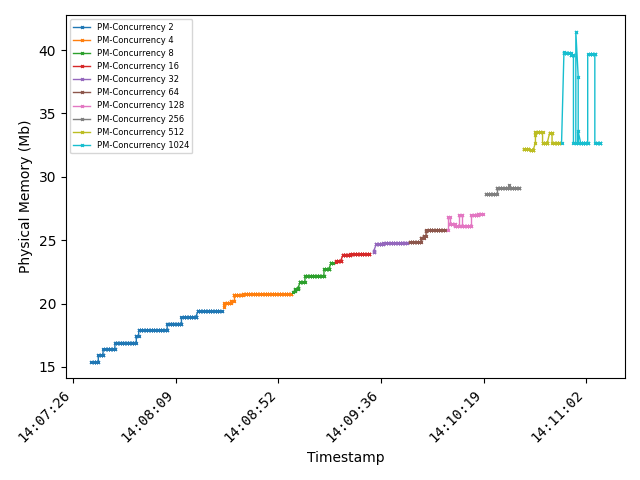 PM-Concurrency 2
PM-Concurrency 4
PM-Concurrency 8
PM-Concurrency 16
PM-Concurrency 32
PM-Concurrency 64
PM-Concurrency 128
PM-Concurrency 256
PM-Concurrency 512
PM-Concurrency 1024
Physical Memory (Mb)
40
35
30
25
20
15
14:07:26
14:08:09
14:08:52
14:09:36
14:10:19
14:11:02
Timestamp